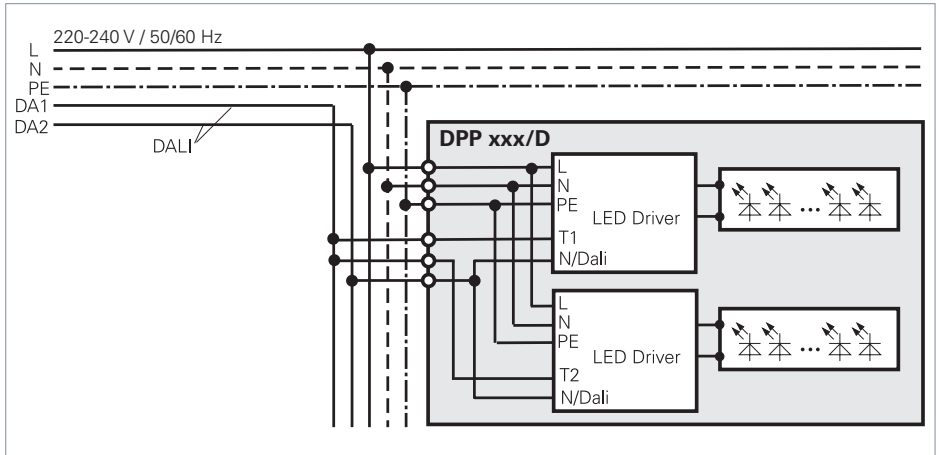 220-240 V / 50/60 Hz
L
N
PE
DA1
DA2
DALI
DPP xxx/D
L
N
PE
LED Driver
T1
N/Dali
...
L
N
PE
LED Driver
T2
N/Dali
...